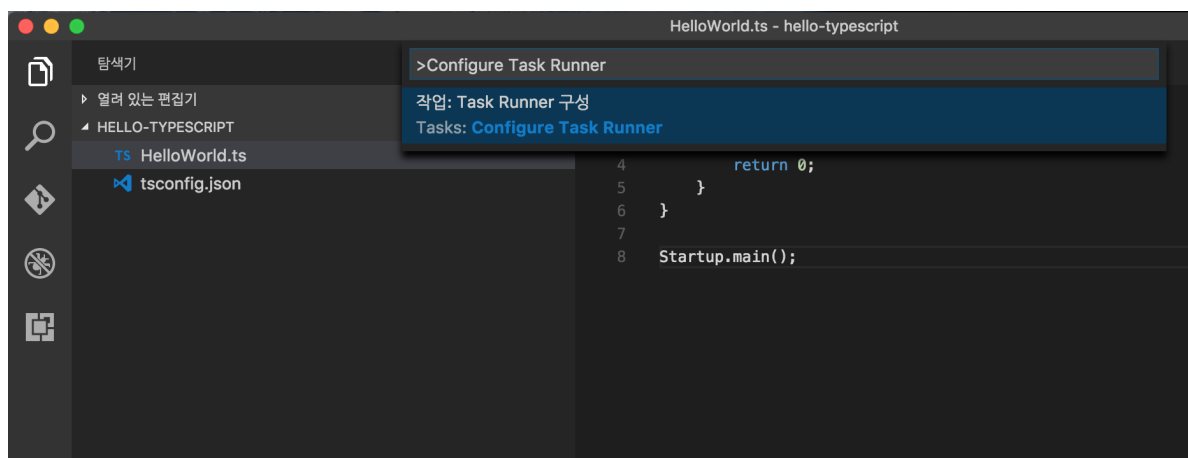 HelloWorld.ts - hello-typescript
탐색기
열려 있는 편집기
HELLO-TYPESCRIPT
TS HelloWorld.ts
tsconfig.json
>Configure Task Runner
작업: Task Runner 구성
Tasks: Configure Task Runner
4 return 0;
5 }
6 }
7
8 Startup.main();